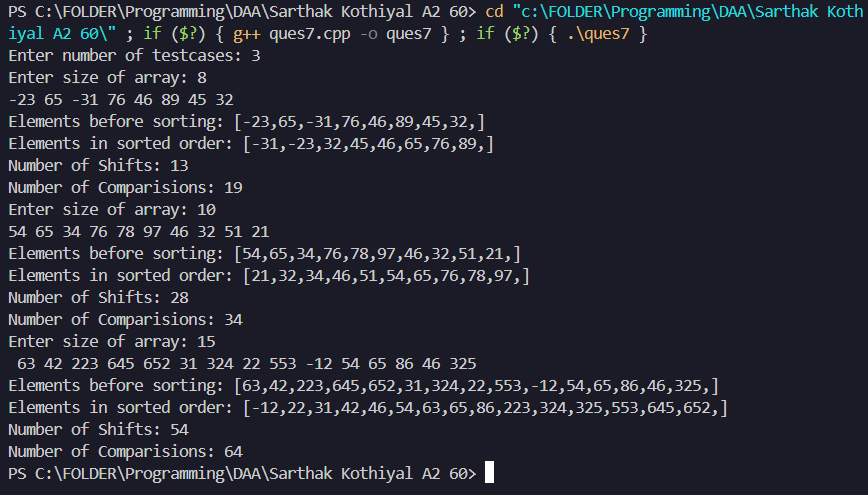 PS C:\FOLDER\Programming\DAA\Sarthak Kothiyal A2 60> cd "c:\FOLDER\Programming\DAA\Sarthak Koth
iyal A2 60\" ; if ($?) { g++ ques7.cpp -o ques7 } ; if ($?) { .\ques7 }
Enter number of testcases: 3
Enter size of array: 8
-23 65 -31 76 46 89 45 32
Elements before sorting: [-23,65,-31,76,46,89,45,32,]
Elements in sorted order: [-31,-23,32,45,46,65,76,89,]
Number of Shifts: 13
Number of Comparisions: 19
Enter size of array: 10
54 65 34 76 78 97 46 32 51 21
Elements before sorting: [54,65,34,76,78,97,46,32,51,21,]
Elements in sorted order: [21,32,34,46,51,54,65,76,78,97,]
Number of Shifts: 28
Number of Comparisions: 34
Enter size of array: 15
 63 42 223 645 652 31 324 22 553 -12 54 65 86 46 325
Elements before sorting: [63,42,223,645,652,31,324,22,553,-12,54,65,86,46,325,]
Elements in sorted order: [-12,22,31,42,46,54,63,65,86,223,324,325,553,645,652,]
Number of Shifts: 54
Number of Comparisions: 64
PS C:\FOLDER\Programming\DAA\Sarthak Kothiyal A2 60>